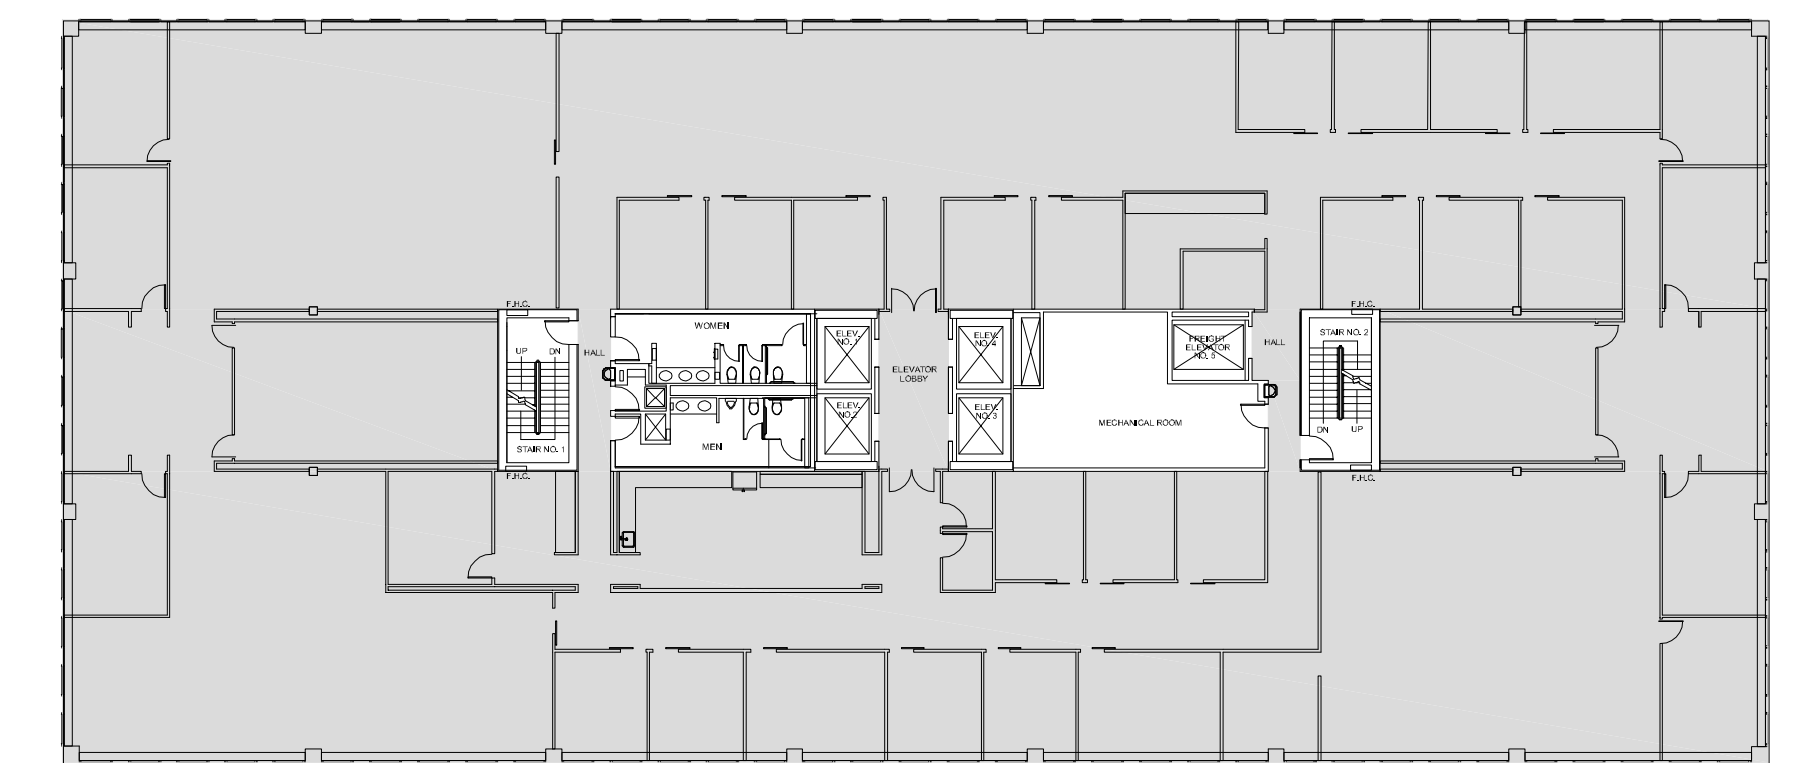 F.H.C.
F.H.C.
WOMEN
STAIR NO. 2
ELEV.
NO. 1
ELEV.
NO. 4
FREIGHT
ELEVATOR
NO. 5
HALL
UP
DN
HALL
ELEVATOR
LOBBY
ELEV.
NO.2
ELEV.
NO. 3
MECHANICAL ROOM
DN
UP
STAIR NO. 1
MEN
F.H.C.
F.H.C.